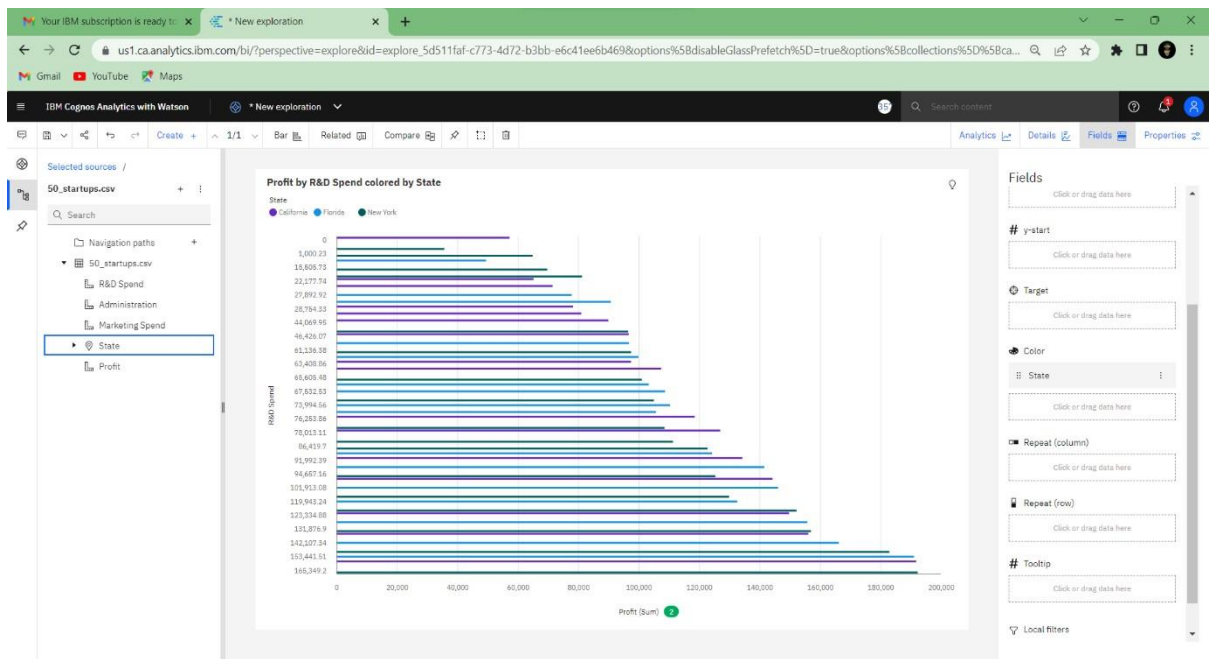 Your IBM subscription is ready to
* New exploration
us1.ca.analytics.ibm.com/bi/?perspective=explore&id=explore_5d511faf-c773-4d72-b3bb-e6c41ee6b469&options%5BdisableGlassPrefetch%5D=true&options%5Bcollections%5D%5Bca...
Gmail YouTube Maps
IBM Cognos Analytics with Watson * New exploration Search content
Create + 1/1 Bar Related Compare Analytics Details Fields Properties
Selected sources /
50_startups.csv
Search
Navigation paths
50_startups.csv
R&D Spend
Administration
Marketing Spend
State
Profit
Profit by R&D Spend colored by State
State
California Florida New York
R&D Spend
0
1,000.23
15,505.73
22,177.74
27,892.92
28,754.33
44,069.95
46,426.07
61,136.38
63,408.86
65,605.48
67,532.53
73,994.56
76,253.86
78,013.11
86,419.7
91,992.39
94,657.16
101,913.08
119,943.24
123,334.88
131,876.9
142,107.34
153,441.51
165,349.2
0 20,000 40,000 60,000 80,000 100,000 120,000 140,000 160,000 180,000 200,000
Profit (Sum) 2
Fields
Click or drag data here
# y-start
Click or drag data here
Target
Click or drag data here
Color
State
Click or drag data here
Repeat (column)
Click or drag data here
Repeat (row)
Click or drag data here
# Tooltip
Click or drag data here
Local filters